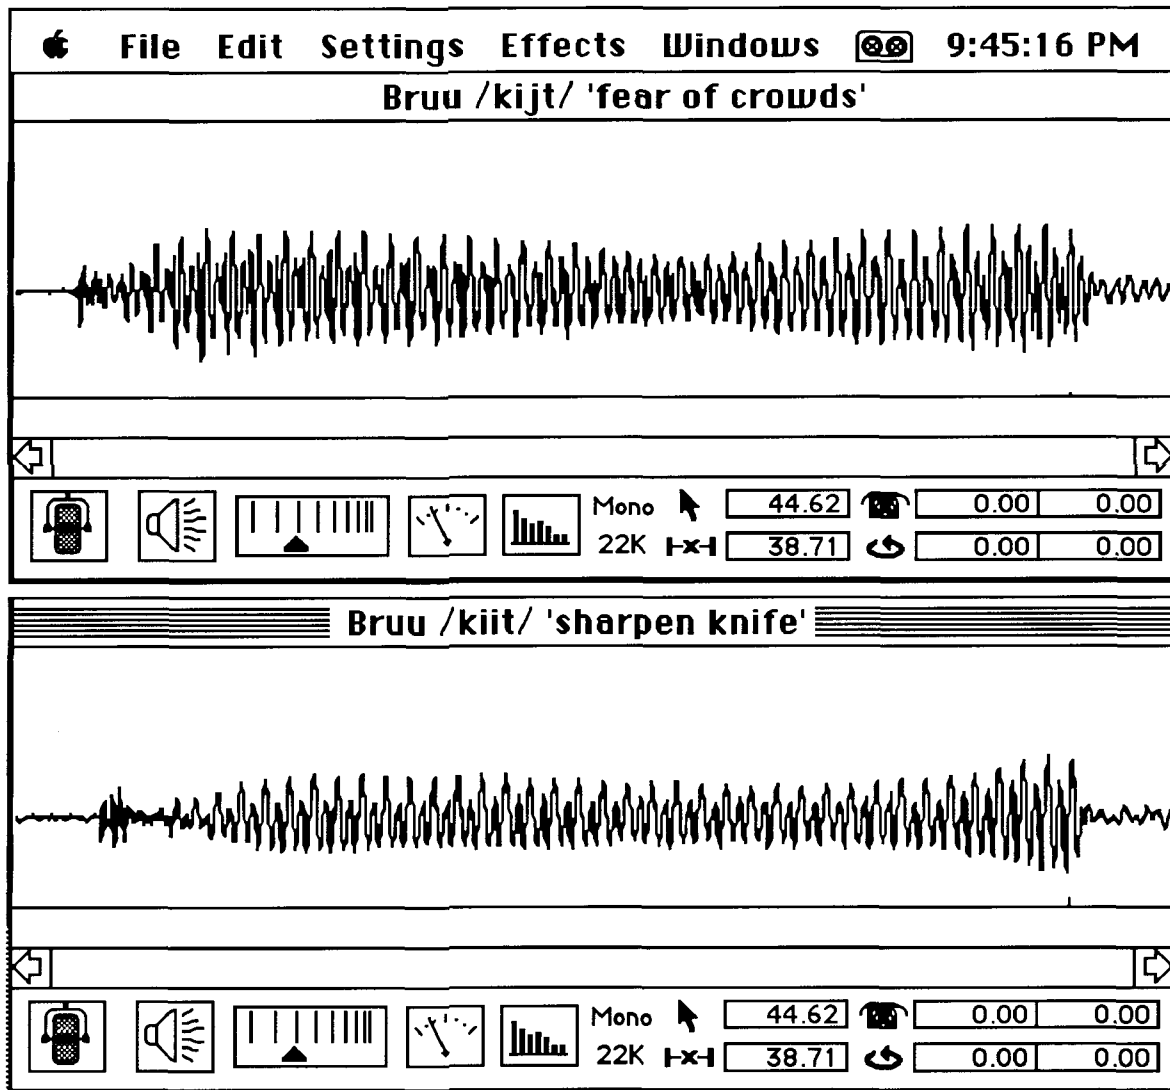 File Edit Settings Effects Windows 9:45:16 PM
Bruu /kijt/ 'fear of crowds'
Mono 44.62 0.00 0.00
22K 38.71 0.00 0.00
Bruu /kiit/ 'sharpen knife'
Mono 44.62 0.00 0.00
22K 38.71 0.00 0.00